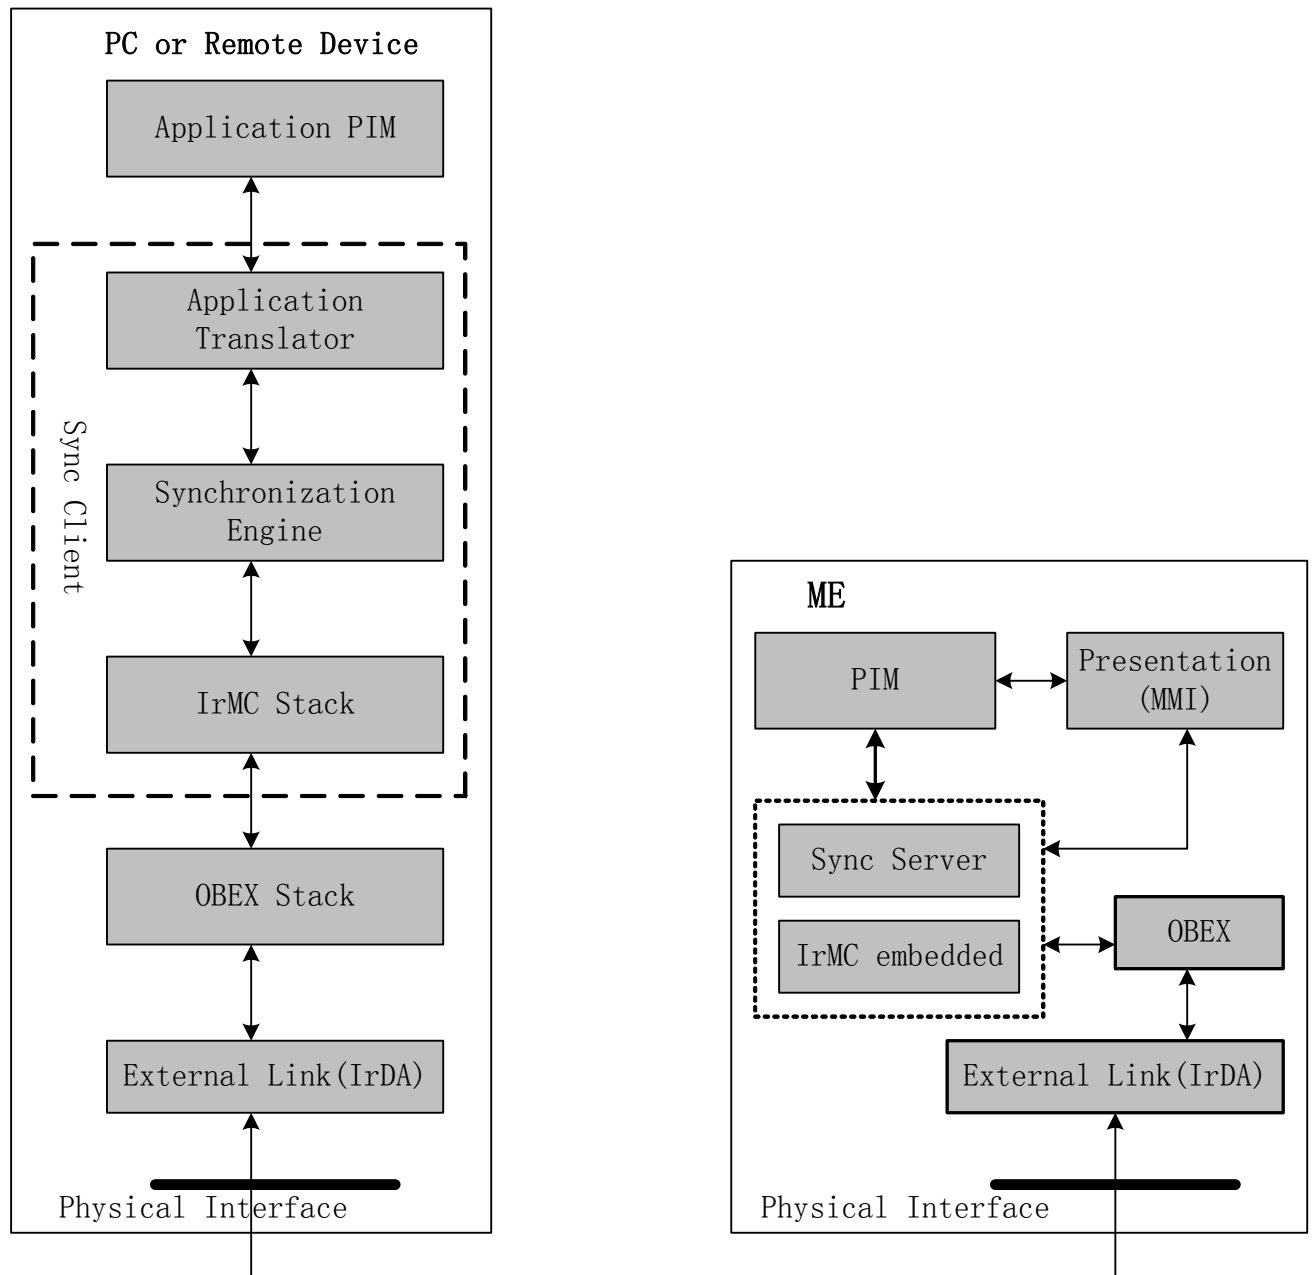 PC or Remote Device
Application PIM
Application
Translator
Sync Client
Synchronization
Engine
IrMC Stack
OBEX Stack
External Link(IrDA)
Physical Interface
ME
PIM
Presentation
(MMI)
Sync Server
IrMC embedded
OBEX
External Link(IrDA)
Physical Interface